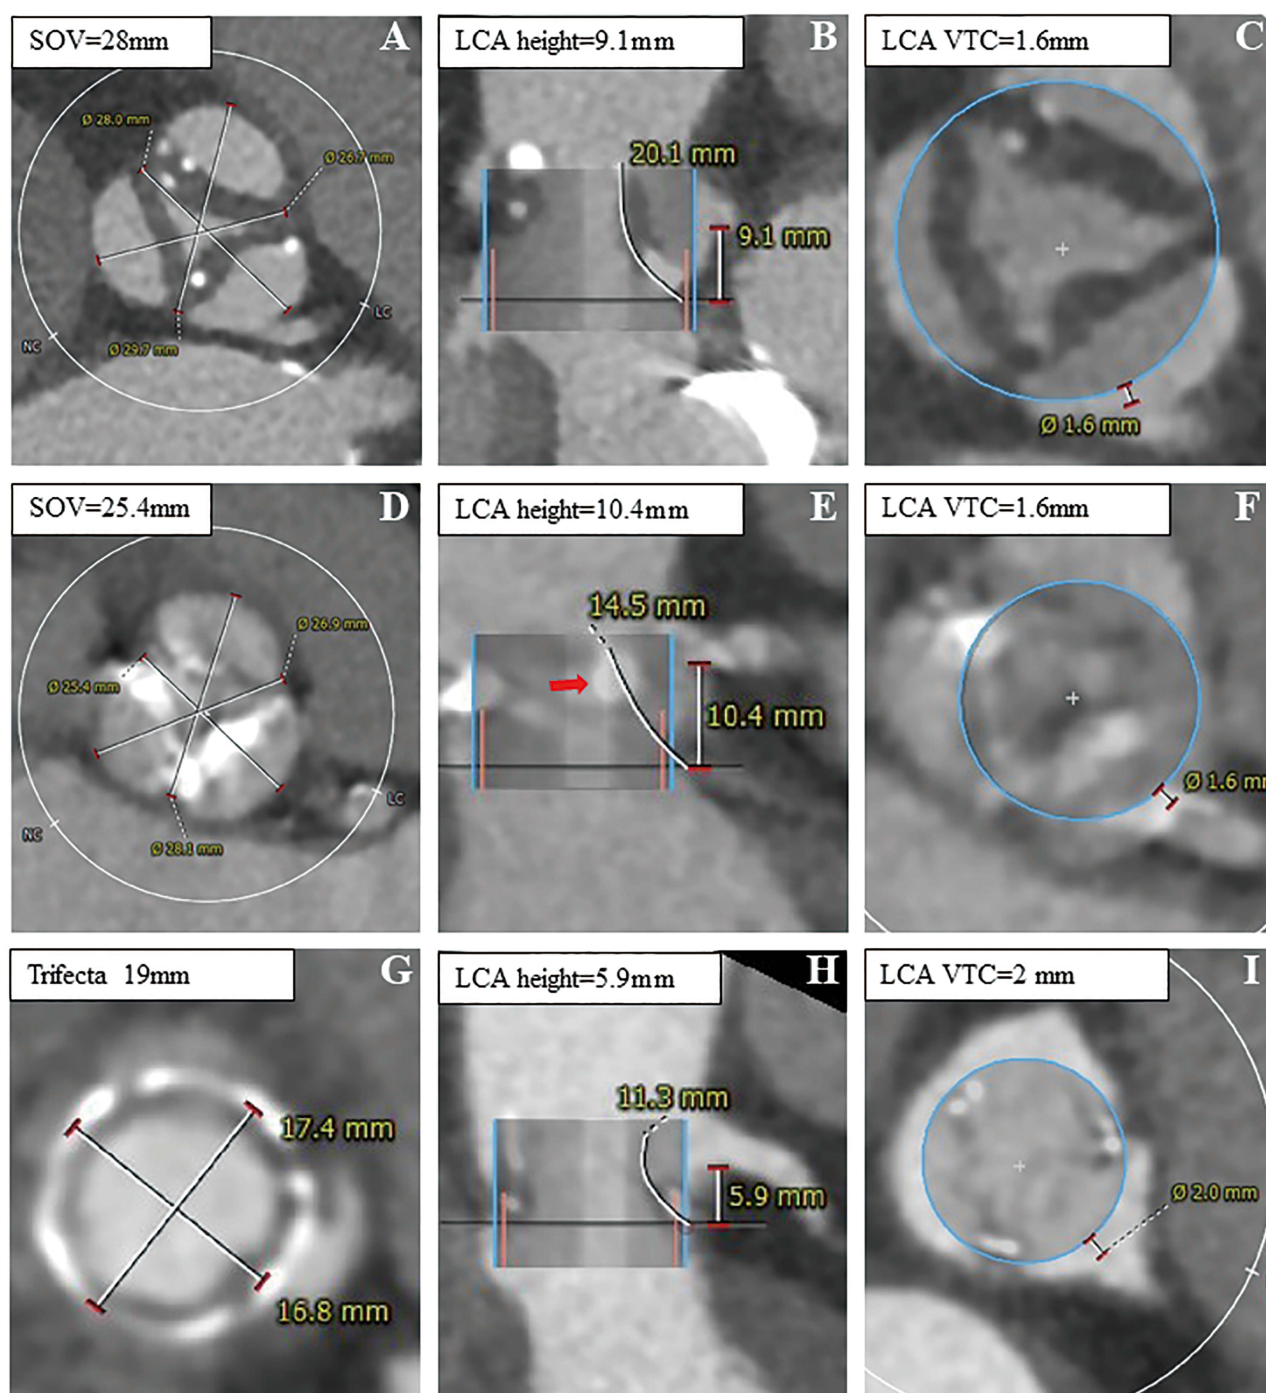 SOV=28mm
A
Ø 28.0 mm
Ø 26.7 mm
Ø 29.7 mm
NC
LC
LCA height=9.1mm
B
20.1 mm
9.1 mm
LCA VTC=1.6mm
C
Ø 1.6 mm
SOV=25.4mm
D
Ø 26.9 mm
Ø 25.4 mm
Ø 28.1 mm
NC
LC
LCA height=10.4mm
E
14.5 mm
10.4 mm
LCA VTC=1.6mm
F
Ø 1.6 m
Trifecta 19mm
G
17.4 mm
16.8 mm
LCA height=5.9mm
H
11.3 mm
5.9 mm
LCA VTC=2 mm
I
Ø 2.0 mm